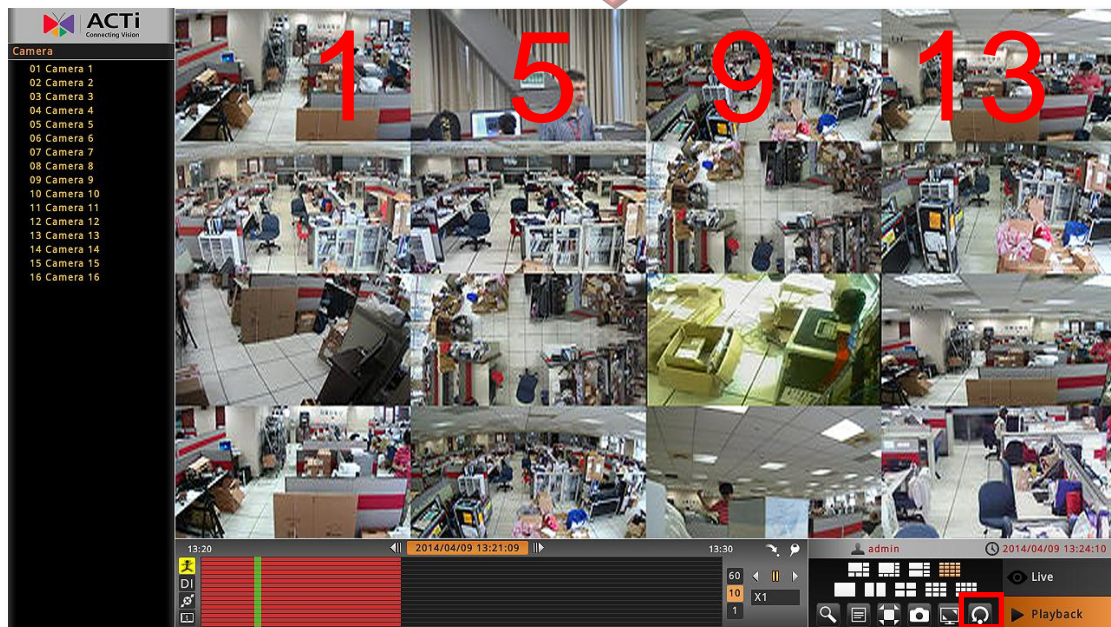 ACTi
Connecting Vision
Camera
01 Camera 1
02 Camera 2
03 Camera 3
04 Camera 4
05 Camera 5
06 Camera 6
07 Camera 7
08 Camera 8
09 Camera 9
10 Camera 10
11 Camera 11
12 Camera 12
13 Camera 13
14 Camera 14
15 Camera 15
16 Camera 16
1 5 9 13
13:20 2014/04/09 13:21:09 13:30
DI
L
60
10 X1
1
admin 2014/04/09 13:24:10
Live
Playback